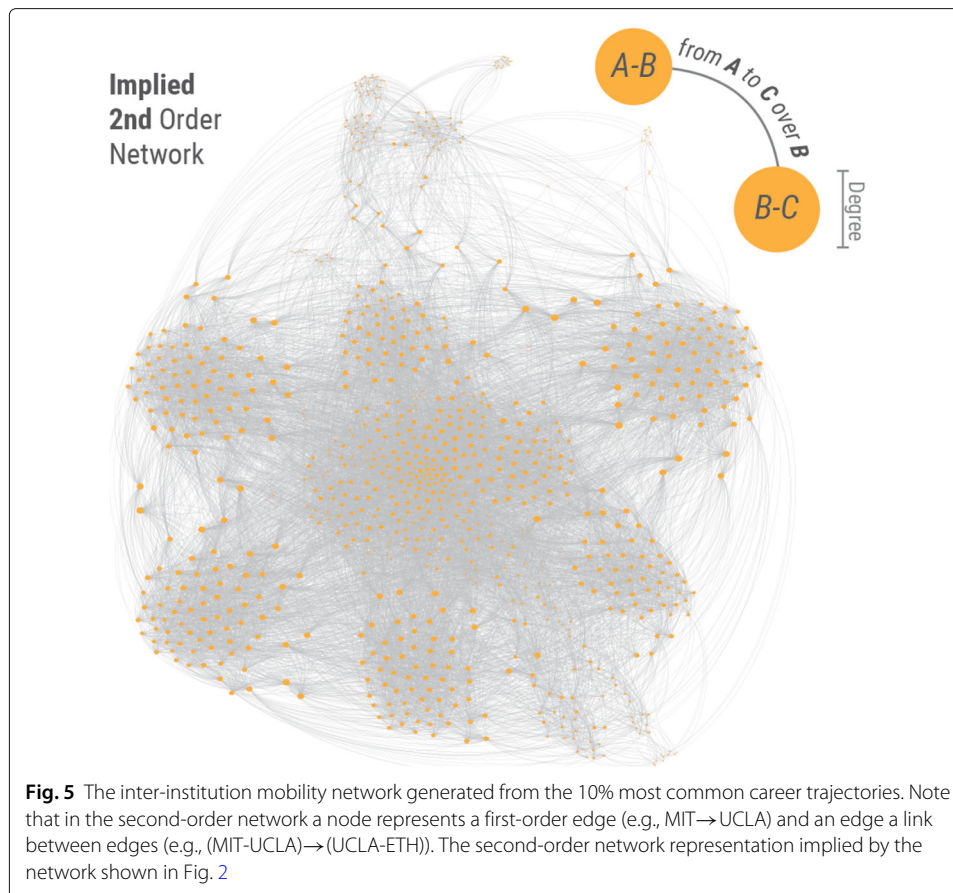 Implied
2nd Order
Network
A-B
from A to C over B
B-C
Degree
Fig. 5 The inter-institution mobility network generated from the 10% most common career trajectories. Note
that in the second-order network a node represents a first-order edge (e.g., MIT→UCLA) and an edge a link
between edges (e.g., (MIT-UCLA)→(UCLA-ETH)). The second-order network representation implied by the
network shown in Fig. 2